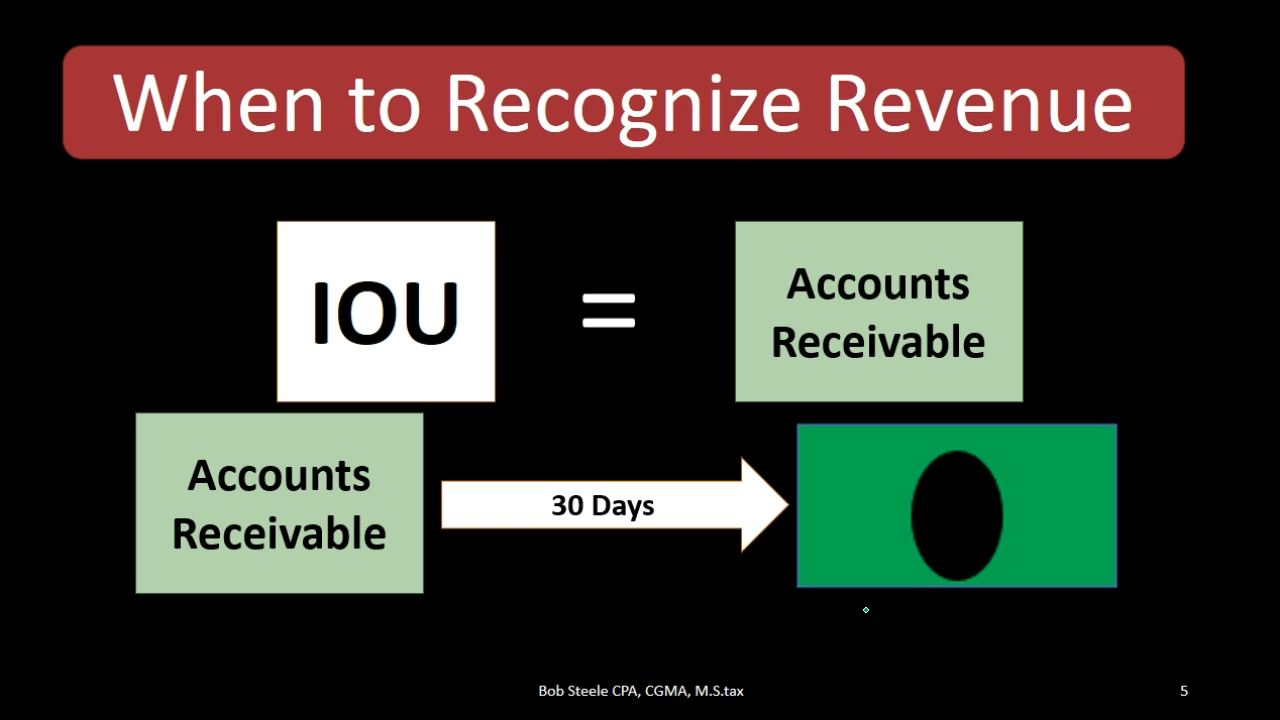 When to Recognize Revenue
IOU
=
Accounts
Receivable
Accounts
Receivable
30 Days
Bob Steele CPA, CGMA, M.S.tax
5